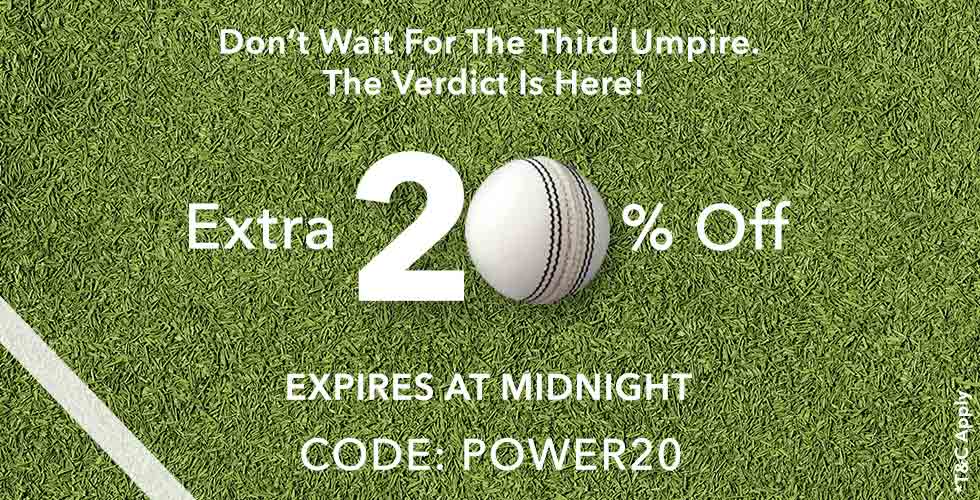 Don't Wait For The Third Umpire.
The Verdict Is Here!
Extra 20% Off
EXPIRES AT MIDNIGHT
CODE: POWER20
*T&C Apply